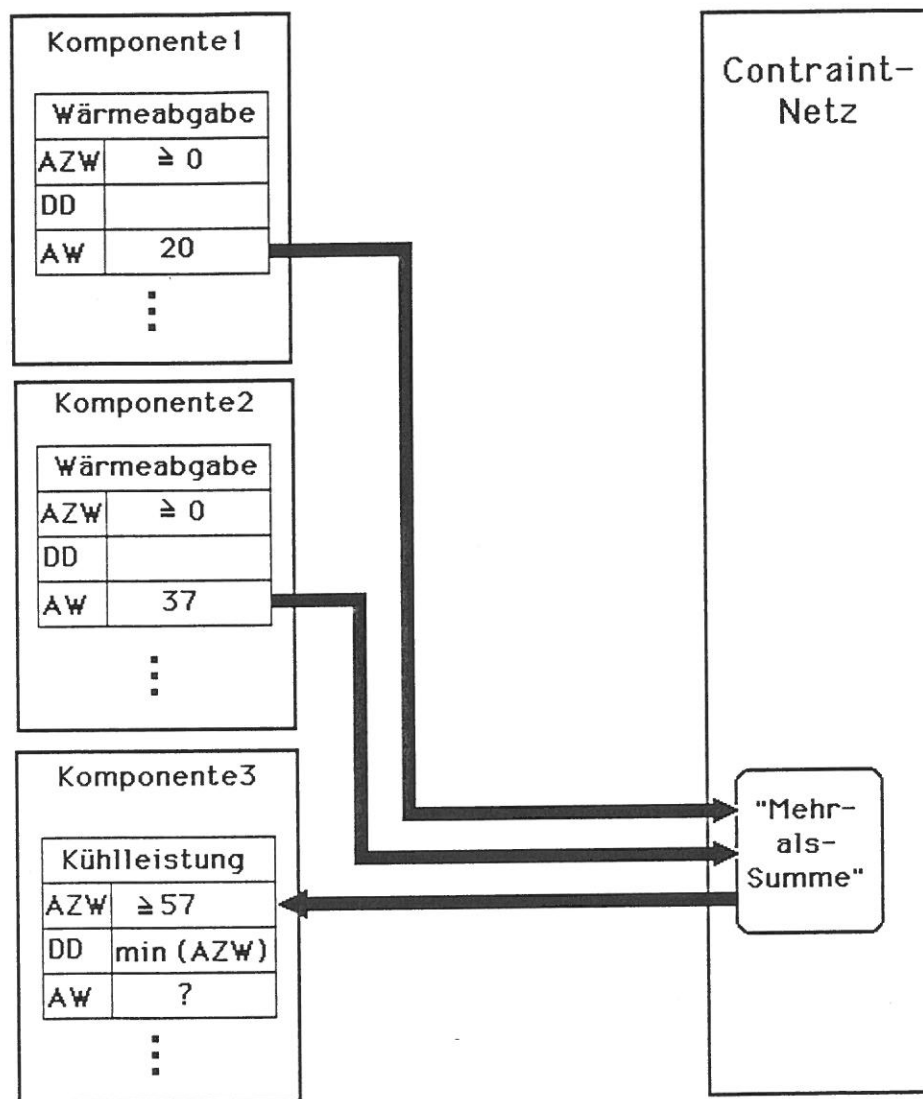 Komponente1
Wärmeabgabe
AZW ≧ 0
DD
AW 20
Komponente2
Wärmeabgabe
AZW ≧ 0
DD
AW 37
Komponente3
Kühlleistung
AZW ≧57
DD min (AZW)
AW ?
Contraint-
Netz
"Mehr-
als-
Summe"